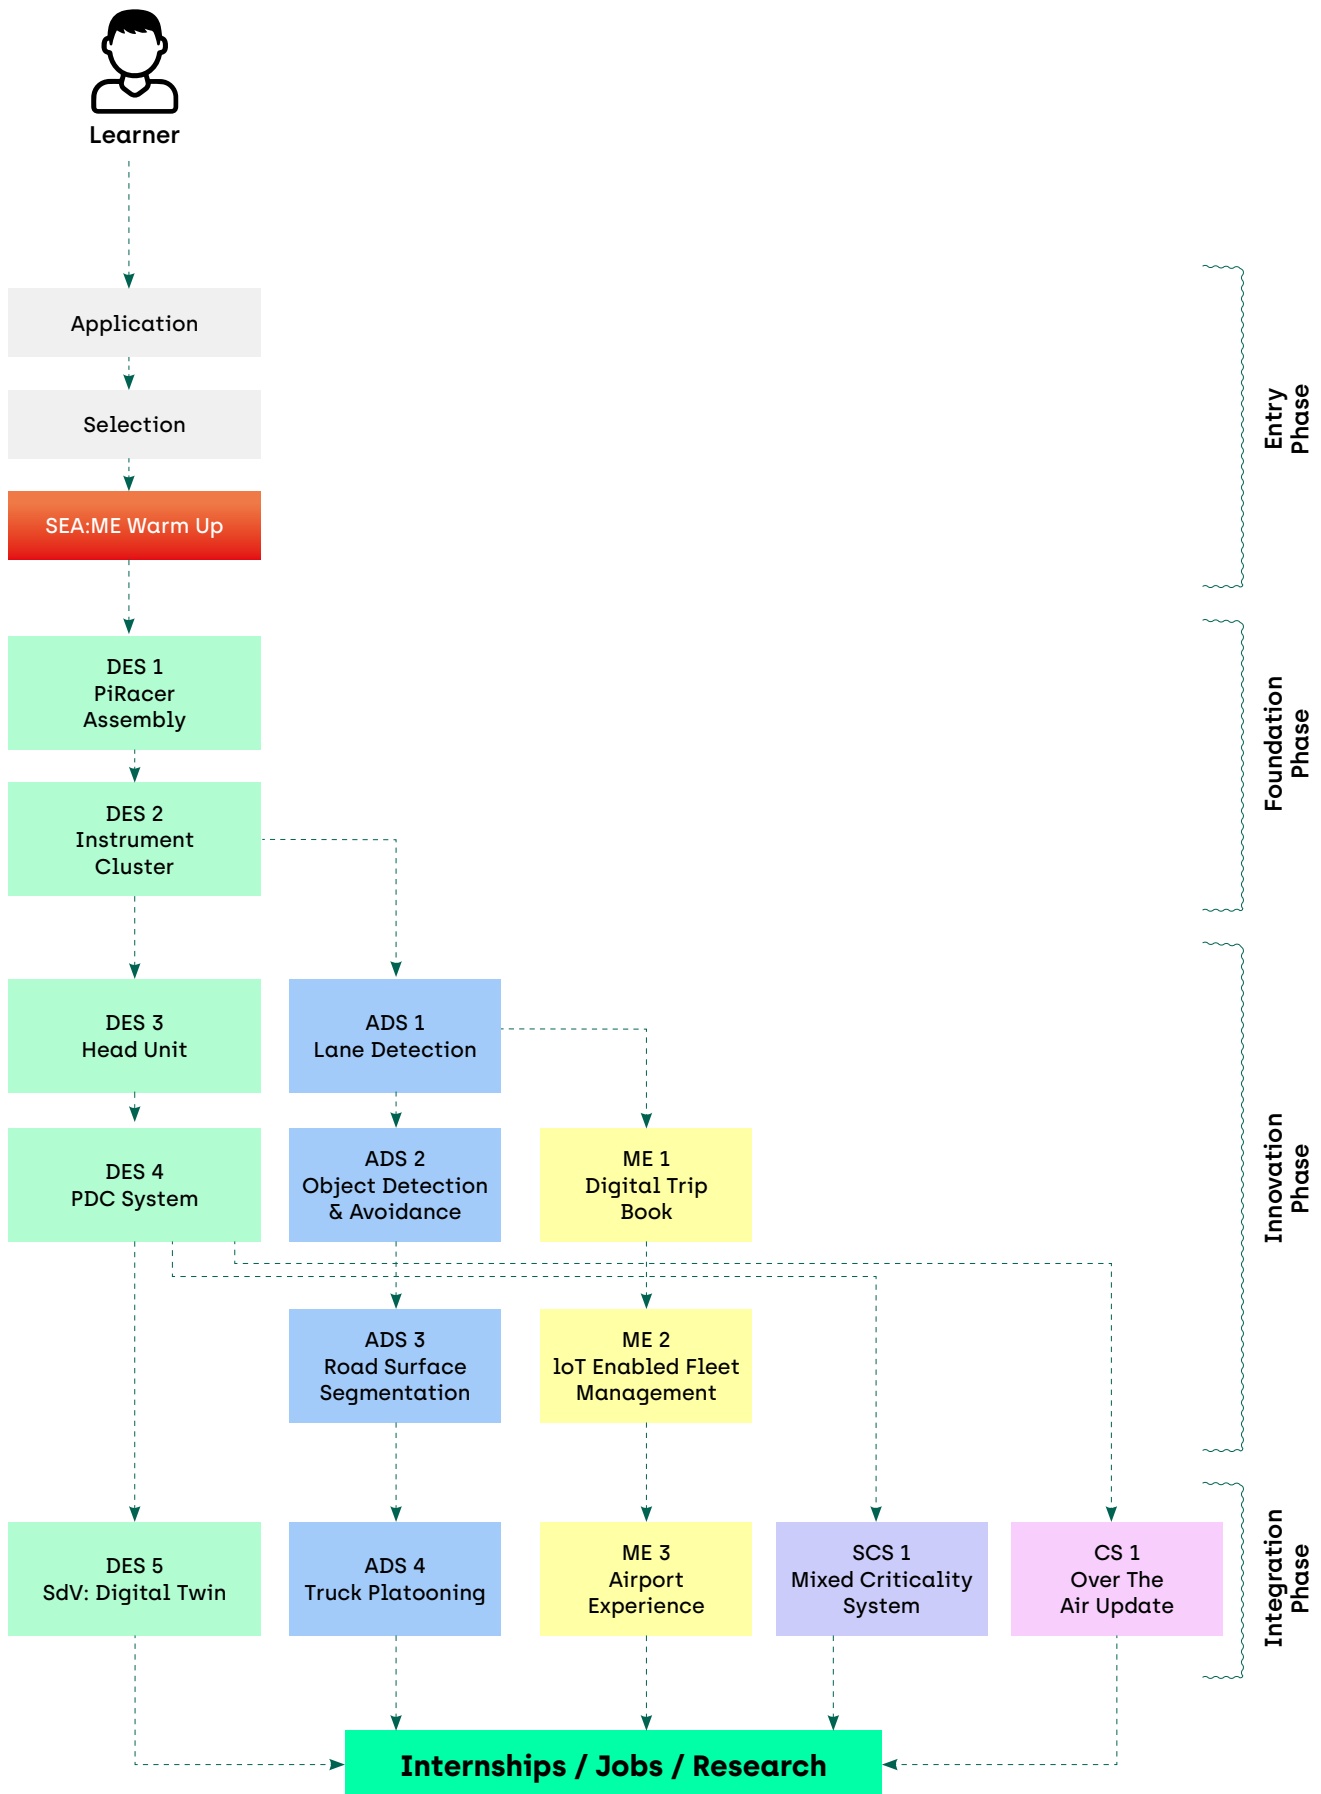 Learner
Application
Selection
SEA:ME Warm Up
Entry
Phase
DES 1
PiRacer
Assembly
DES 2
Instrument
Cluster
Foundation
Phase
DES 3
Head Unit
ADS 1
Lane Detection
DES 4
PDC System
ADS 2
Object Detection
& Avoidance
ME 1
Digital Trip
Book
ADS 3
Road Surface
Segmentation
ME 2
loT Enabled Fleet
Management
Innovation
Phase
DES 5
SdV: Digital Twin
ADS 4
Truck Platooning
ME 3
Airport
Experience
SCS 1
Mixed Criticality
System
CS 1
Over The
Air Update
Integration
Phase
Internships / Jobs / Research